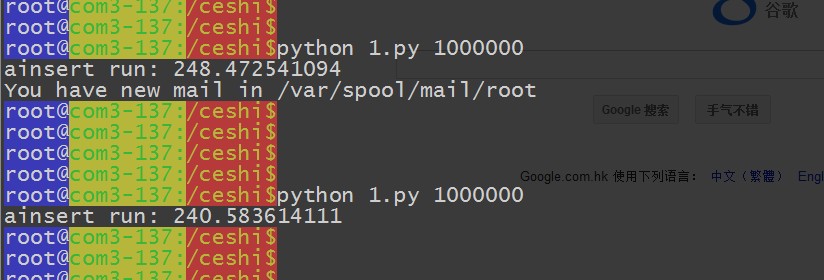 root@com3-137:/ceshi$
root@com3-137:/ceshi$
root@com3-137:/ceshi$python 1.py 1000000
ainsert run: 248.472541094
You have new mail in /var/spool/mail/root
root@com3-137:/ceshi$
root@com3-137:/ceshi$
root@com3-137:/ceshi$
root@com3-137:/ceshi$
root@com3-137:/ceshi$python 1.py 1000000
ainsert run: 240.583614111
root@com3-137:/ceshi$
root@com3-137:/ceshi$
root@com3-137:/ceshi$
谷歌
Google 搜索
手气不错
Google.com.hk 使用下列语言: 中文（繁體） Engl